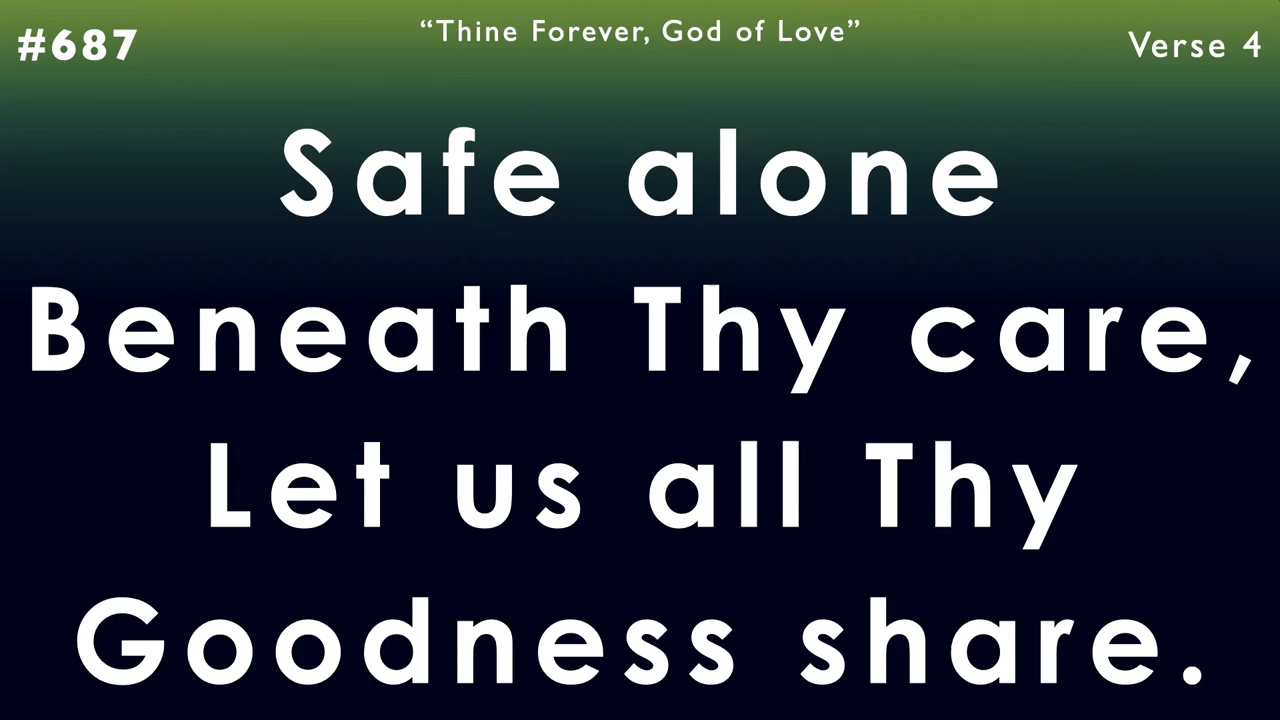 #687
“Thine Forever, God of Love”
Verse 4
Safe alone
Beneath Thy care,
Let us all Thy
Goodness share.